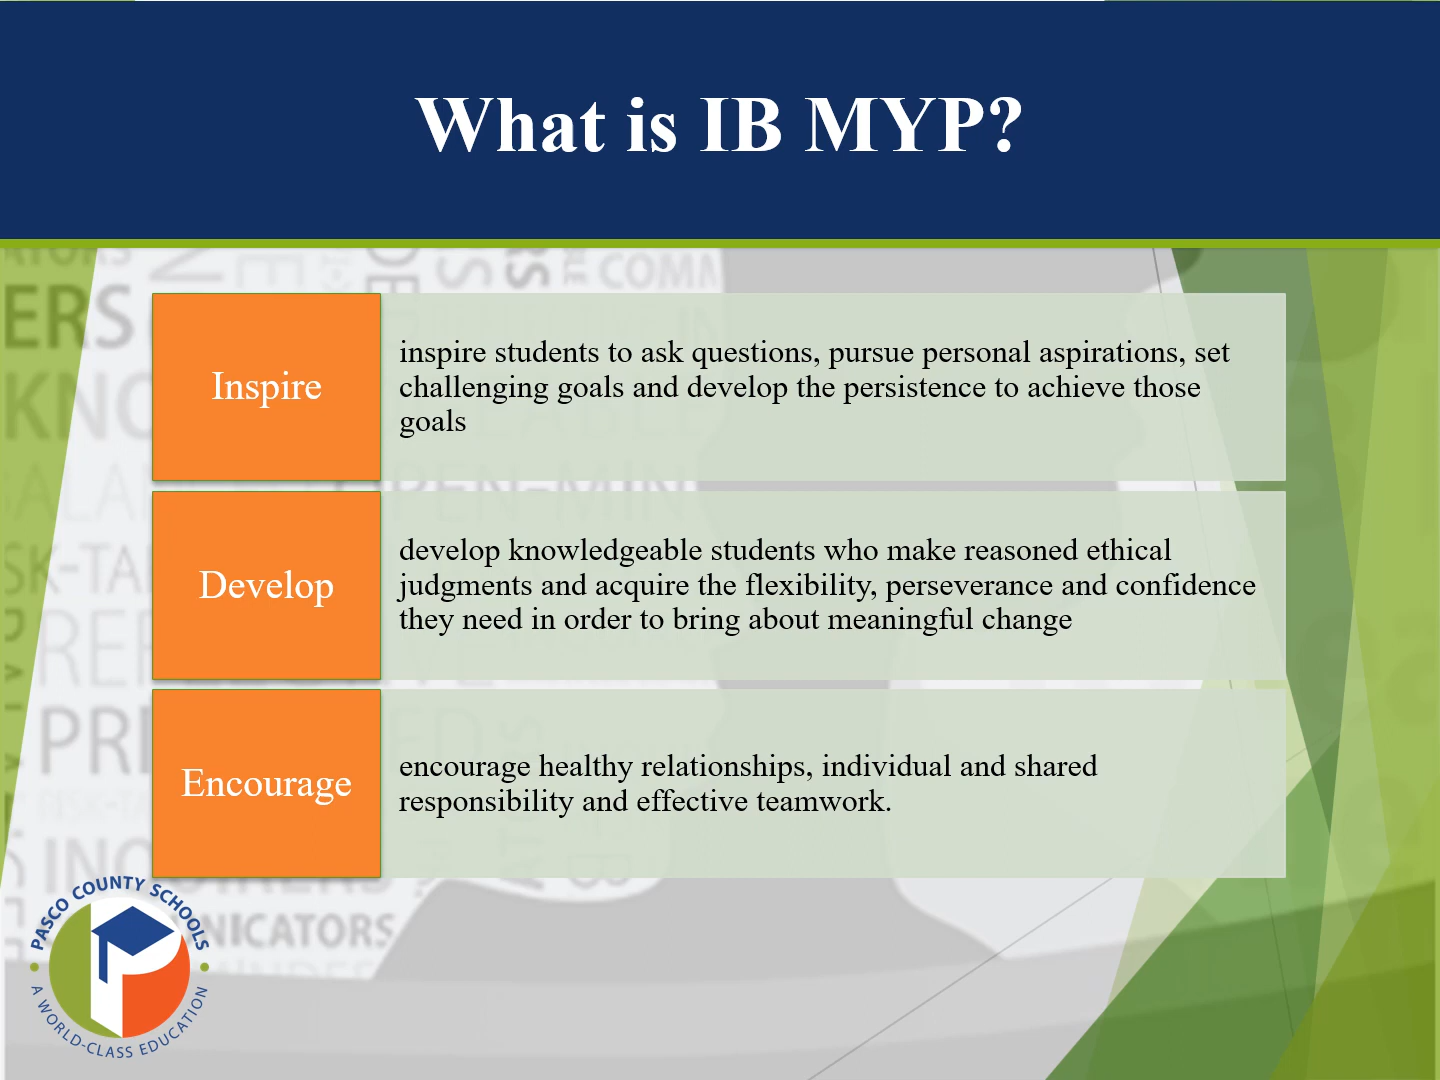 What is IB MYP?
Inspire
inspire students to ask questions, pursue personal aspirations, set
challenging goals and develop the persistence to achieve those
goals
Develop
develop knowledgeable students who make reasoned ethical
judgments and acquire the flexibility, perseverance and confidence
they need in order to bring about meaningful change
Encourage
encourage healthy relationships, individual and shared
responsibility and effective teamwork.
PASCO COUNTY SCHOOLS
A WORLD-CLASS EDUCATION